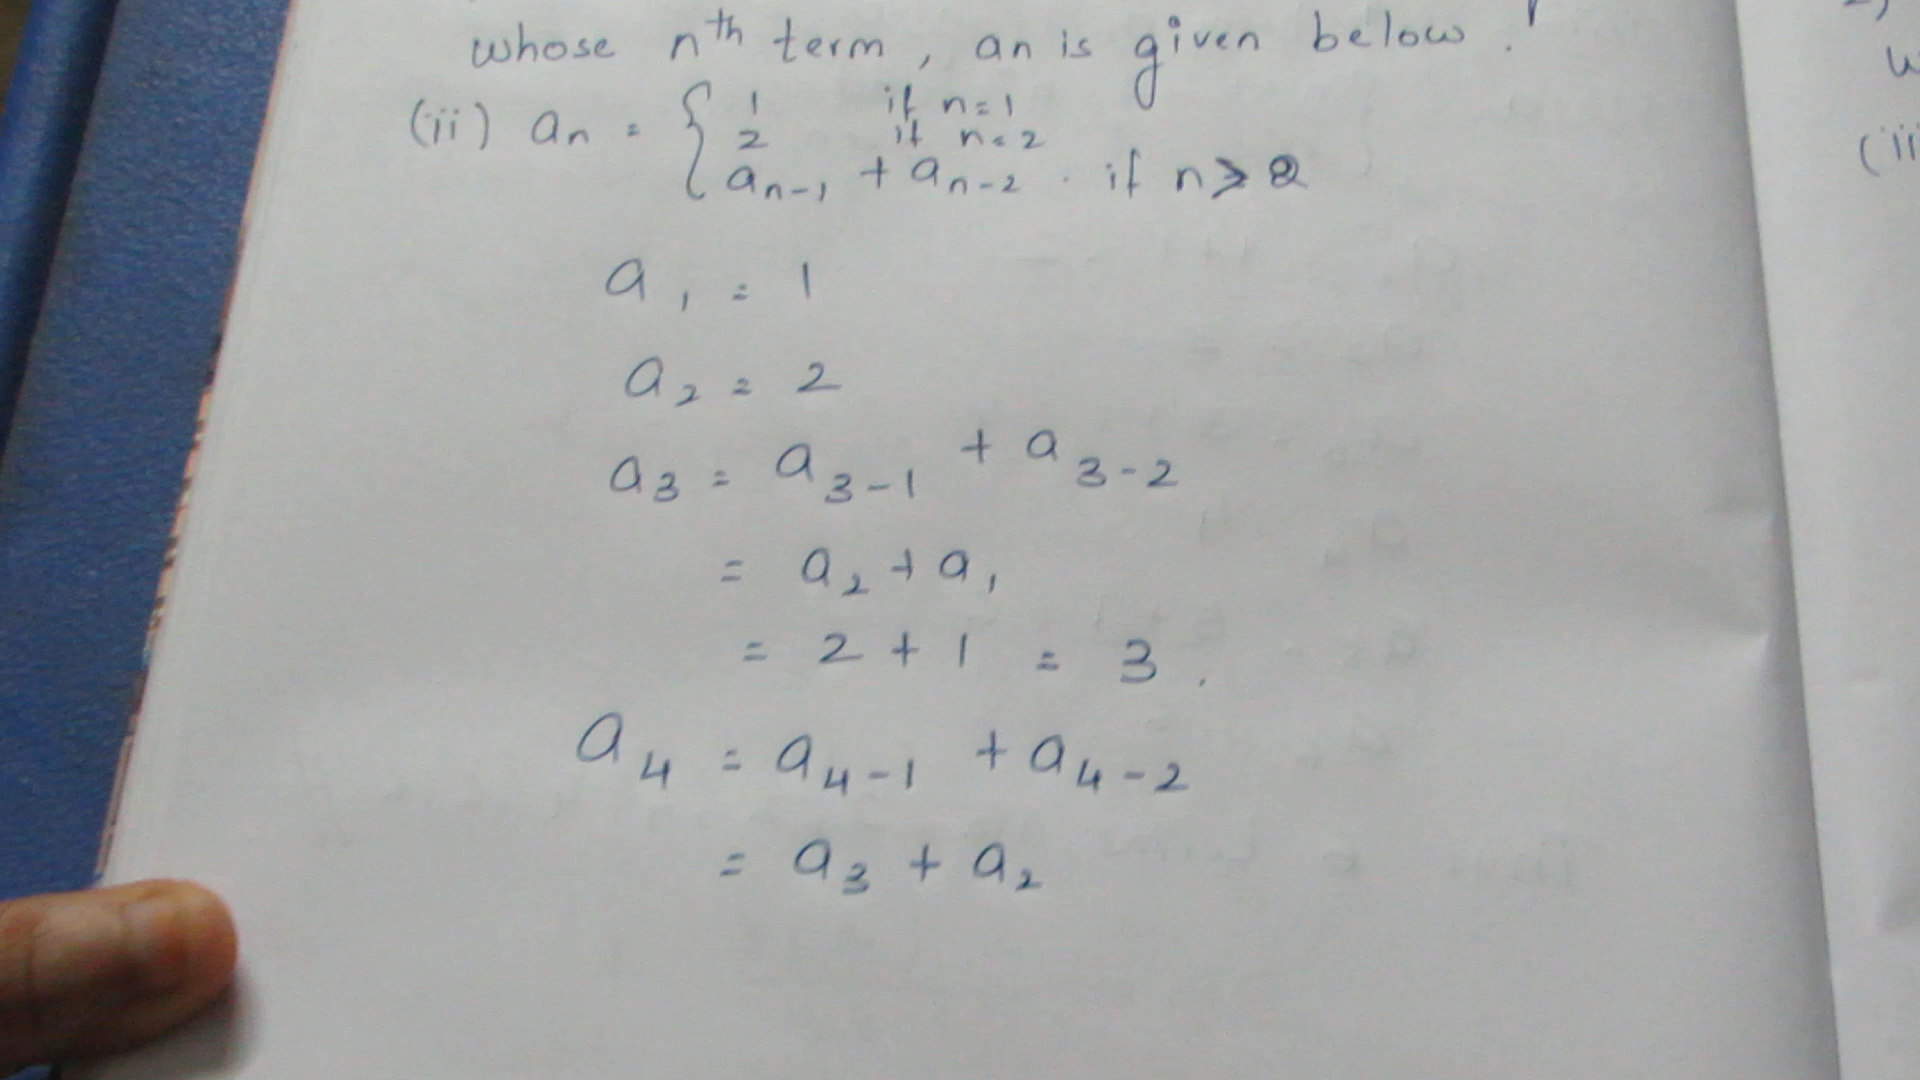 whose nth term, an is given below.
(ii) an = { 1 if n=1
2 if n=2
an-1 + an-2 . if n>2
a1 = 1
a2 = 2
a3 = a3-1 + a3-2
= a2 + a1
= 2 + 1 = 3.
a4 = a4-1 + a4-2
= a3 + a2
(ii